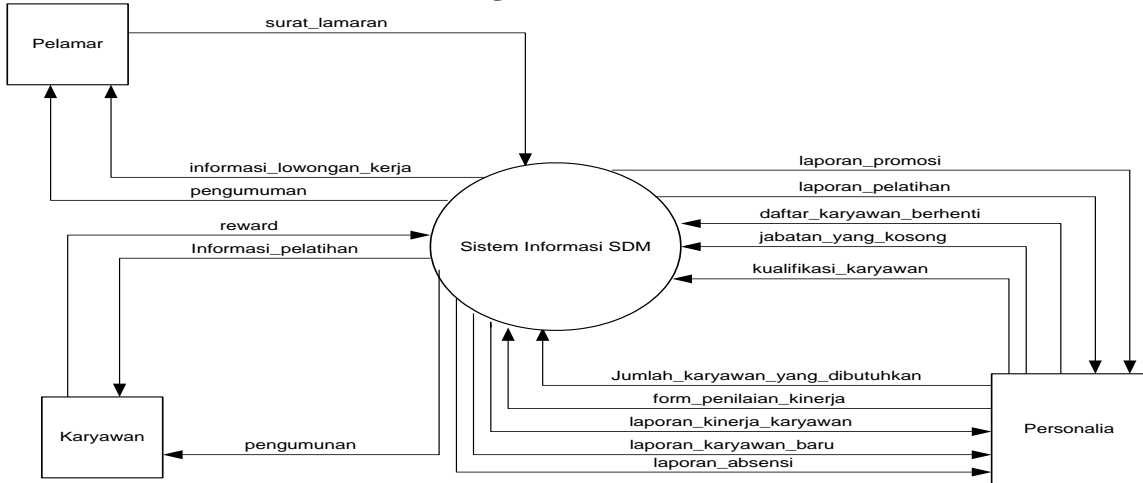 surat_lamaran
Pelamar
informasi_lowongan_kerja
pengumuman
reward
Informasi_pelatihan
Sistem Informasi SDM
laporan_promosi
laporan_pelatihan
daftar_karyawan_berhenti
jabatan_yang_kosong
kualifikasi_karyawan
Jumlah_karyawan_yang_dibutuhkan
form_penilaian_kinerja
laporan_kinerja_karyawan
laporan_karyawan_baru
laporan_absensi
Karyawan
pengumunan
Personalia